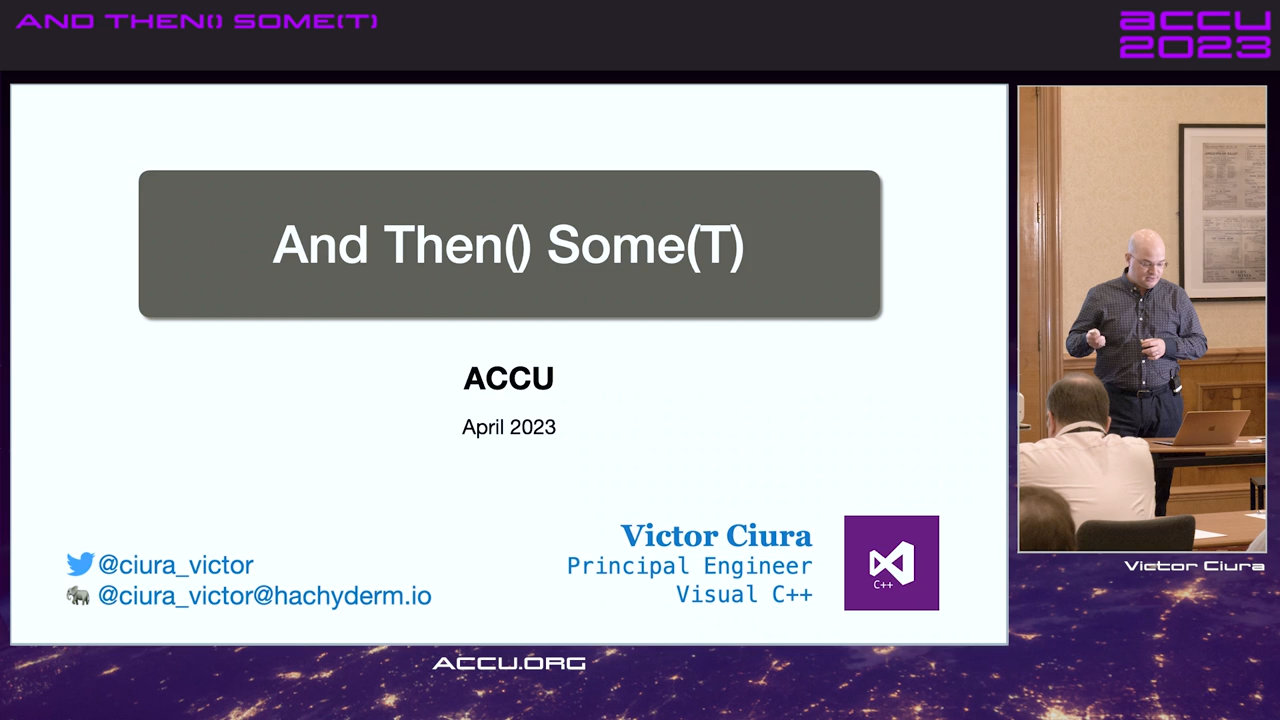 AND THEN() SOME(T)
ACCU
2023
And Then() Some(T)
ACCU
April 2023
@ciura_victor
@ciura_victor@hachyderm.io
Victor Ciura
Principal Engineer
Visual C++
C++
Victor Ciura
ACCU.ORG